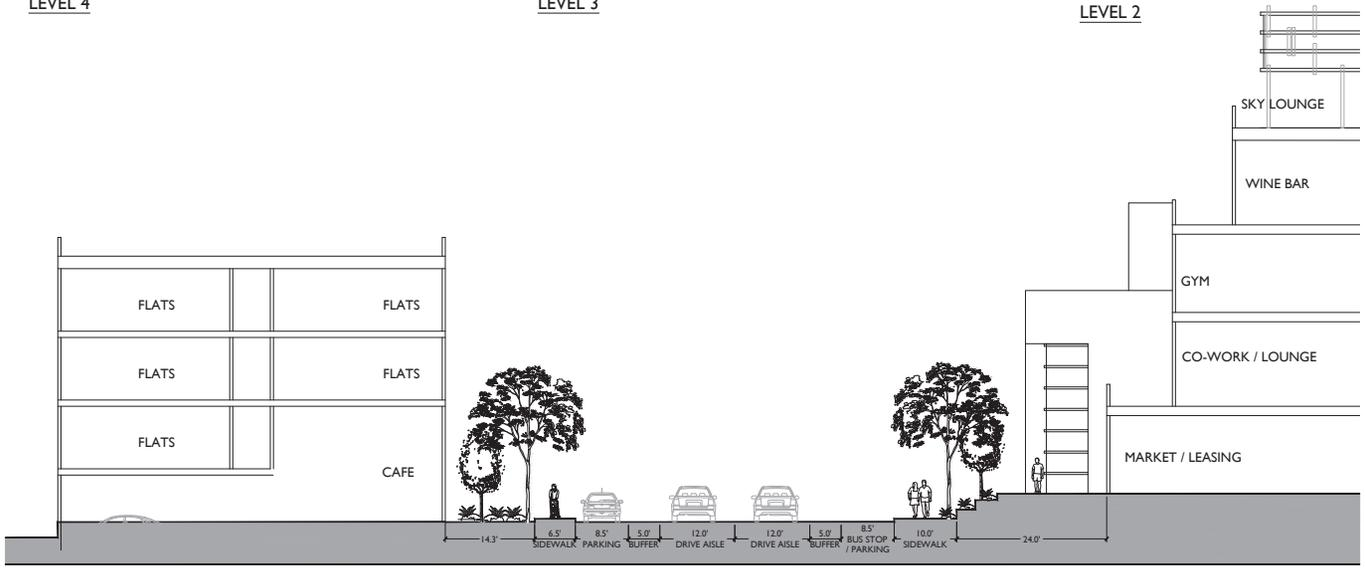 LEVEL 4
LEVEL 3
LEVEL 2
SKY LOUNGE
WINE BAR
GYM
CO-WORK / LOUNGE
MARKET / LEASING
FLATS
FLATS
FLATS
FLATS
FLATS
CAFE
14.3'
6.5'
SIDEWALK
8.5'
PARKING
5.0'
BUFFER
12.0'
DRIVE AISLE
12.0'
DRIVE AISLE
5.0'
BUFFER
8.5'
BUS STOP
/ PARKING
10.0'
SIDEWALK
24.0'